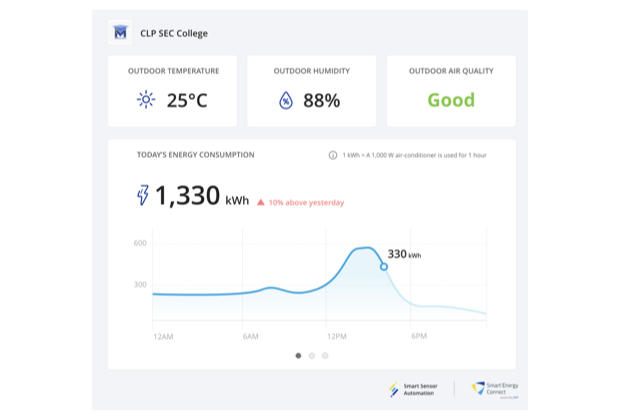 CLP SEC College
OUTDOOR TEMPERATURE
25°C
OUTDOOR HUMIDITY
88%
OUTDOOR AIR QUALITY
Good
TODAY'S ENERGY CONSUMPTION
1 kWh = A 1,000 W air-conditioner is used for 1 hour
1,330 kWh
10% above yesterday
600
300
330 kWh
12AM 6AM 12PM 6PM
Smart Sensor
Automation
Smart Energy
Connect